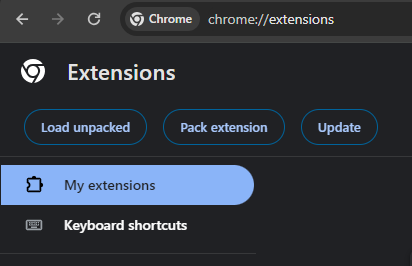 Chrome chrome://extensions
Extensions
Load unpacked Pack extension Update
My extensions
Keyboard shortcuts